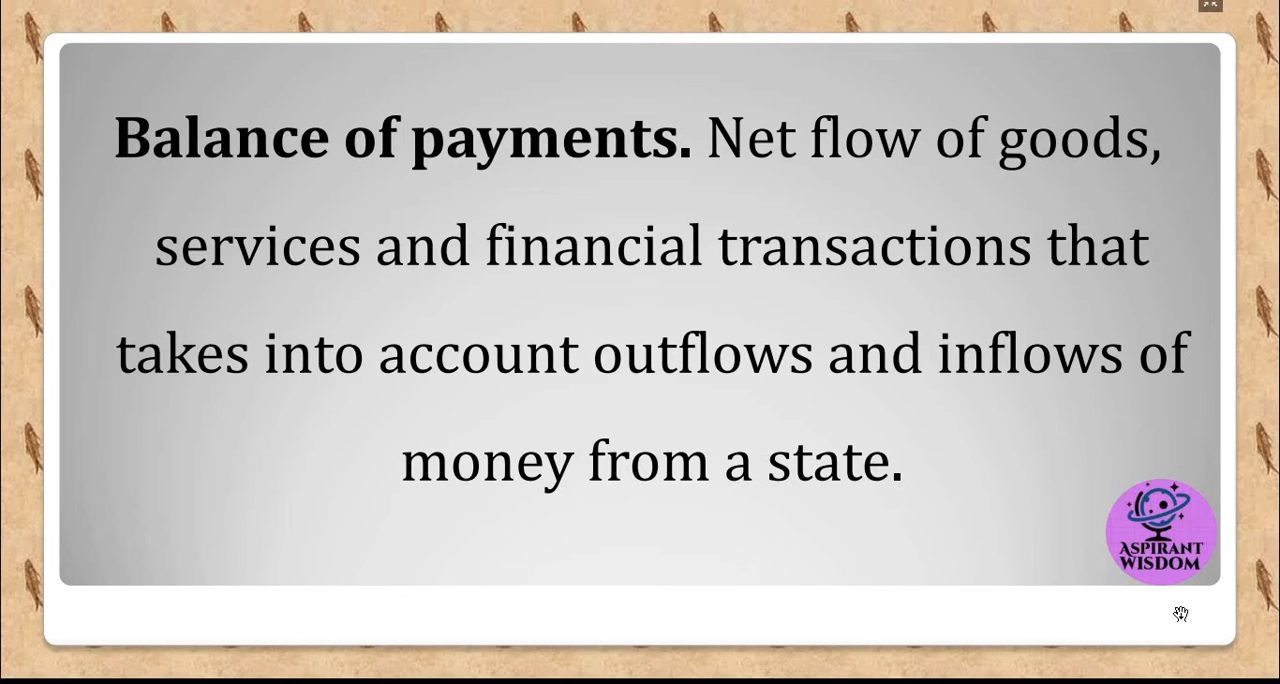 Balance of payments. Net flow of goods,
services and financial transactions that
takes into account outflows and inflows of
money from a state.
ASPIRANT
WISDOM